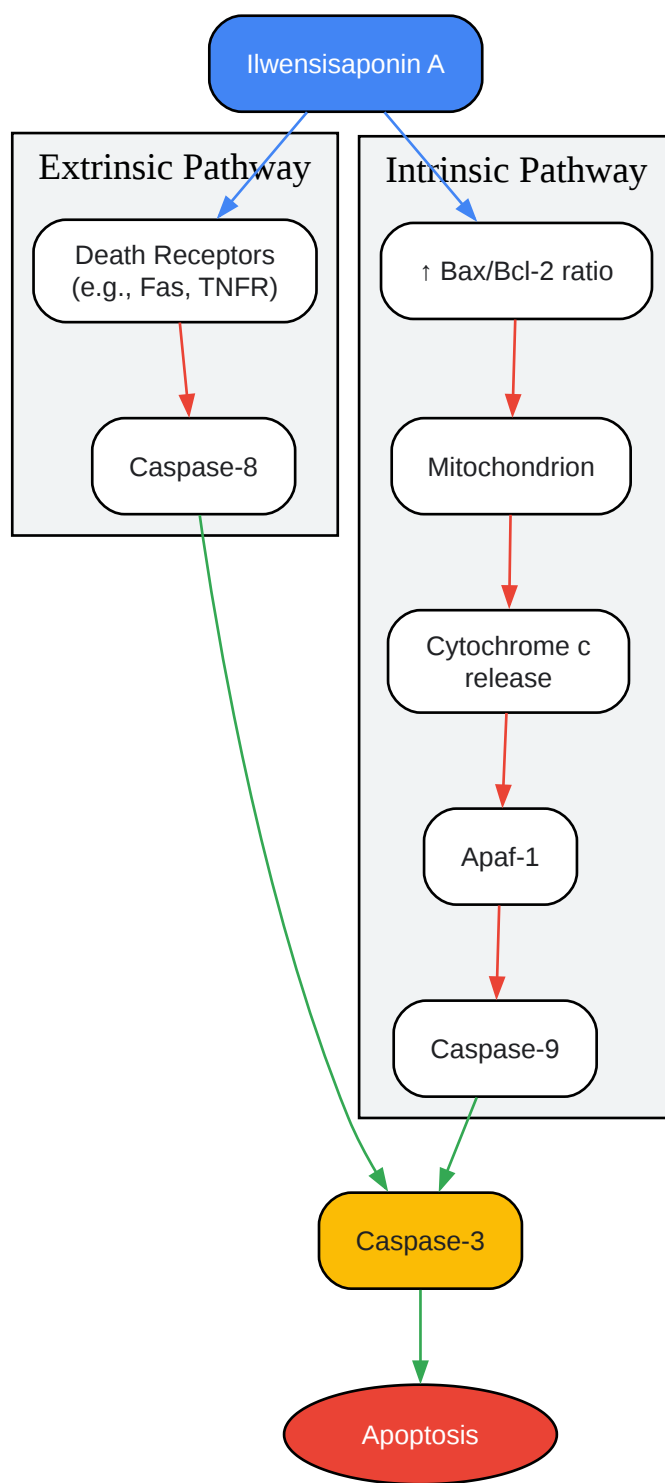 Ilwensisaponin A
Extrinsic Pathway
Death Receptors
(e.g., Fas, TNFR)
Caspase-8
Intrinsic Pathway
↑ Bax/Bcl-2 ratio
Mitochondrion
Cytochrome c
release
Apaf-1
Caspase-9
Caspase-3
Apoptosis